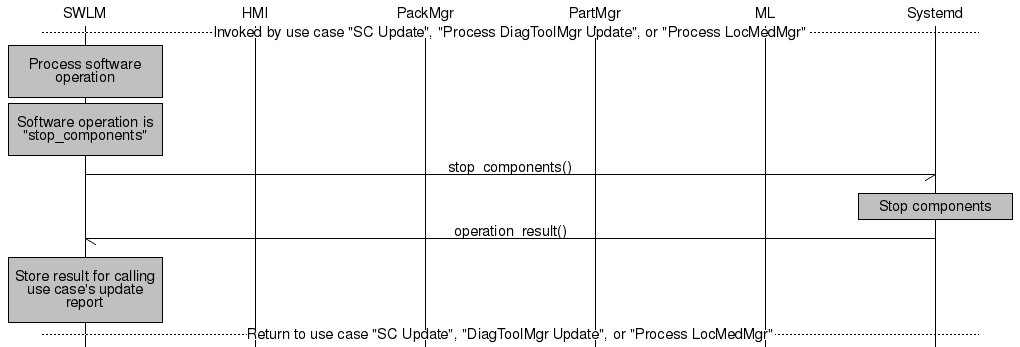 SWLM HMI PackMgr PartMgr ML Systemd
Invoked by use case "SC Update", "Process DiagToolMgr Update", or "Process LocMedMgr"
Process software
operation
Software operation is
"stop_components"
stop_components()
Stop components
operation_result()
Store result for calling
use case's update
report
Return to use case "SC Update", "DiagToolMgr Update", or "Process LocMedMgr"